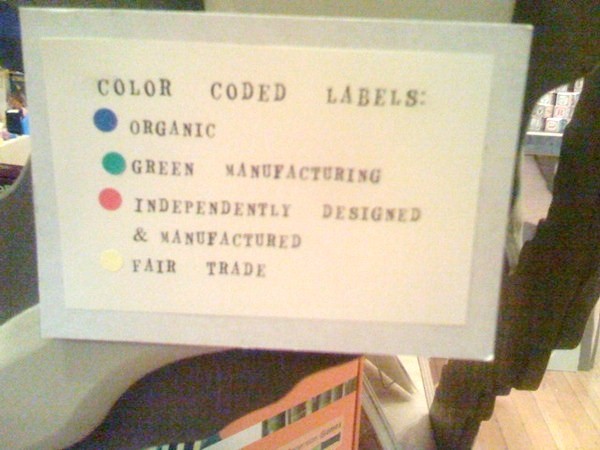 COLOR CODED LABELS:
ORGANIC
GREEN MANUFACTURING
INDEPENDENTLY DESIGNED
& MANUFACTURED
FAIR TRADE